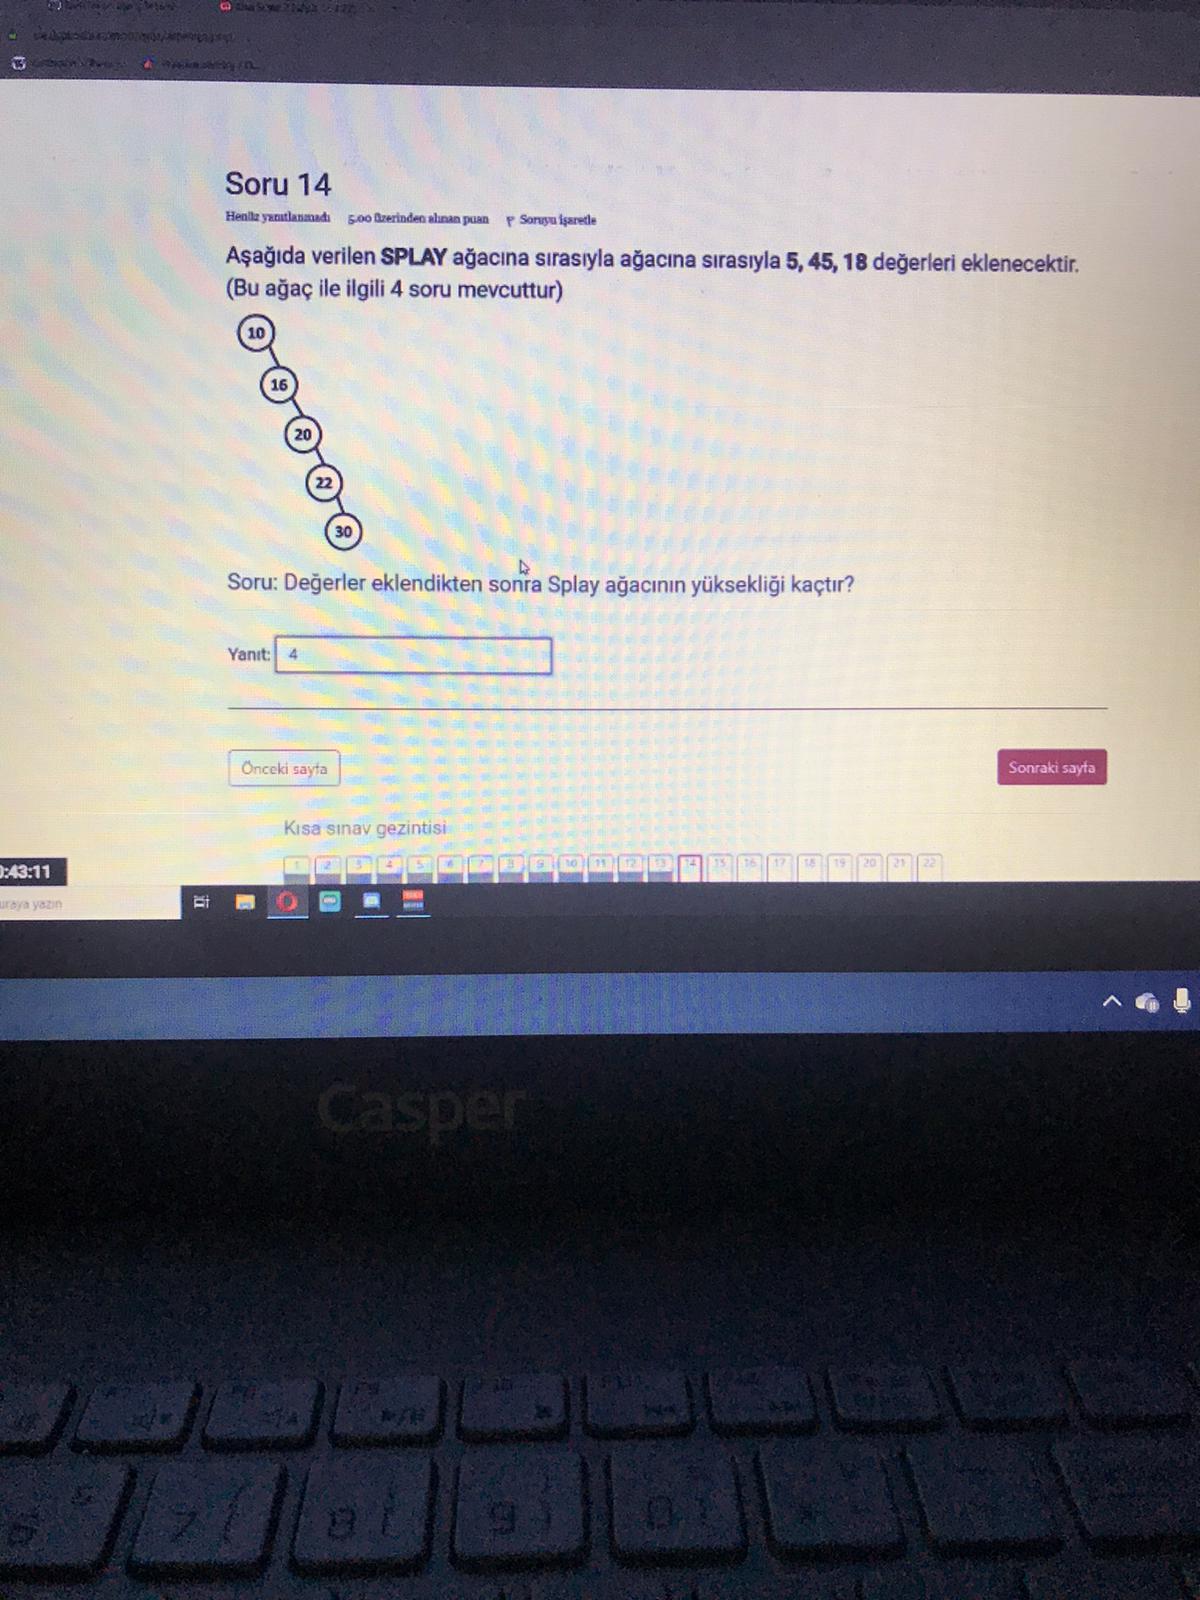 Soru 14
Henüz yanıtlanmadı 5.00 üzerinden alınan puan Soruyu işaretle
Aşağıda verilen SPLAY ağacına sırasıyla ağacına sırasıyla 5, 45, 18 değerleri eklenecektir.
(Bu ağaç ile ilgili 4 soru mevcuttur)
10
16
20
22
30
Soru: Değerler eklendikten sonra Splay ağacının yüksekliği kaçtır?
Yanıt: 4
Önceki sayfa
Sonraki sayfa
Kısa sınav gezintisi
1 2 3 4 5 6 7 8 9 10 11 12 13 14 15 16 17 18 19 20 21 22
:43:11
uraya yazın
Casper
7 8 9 0